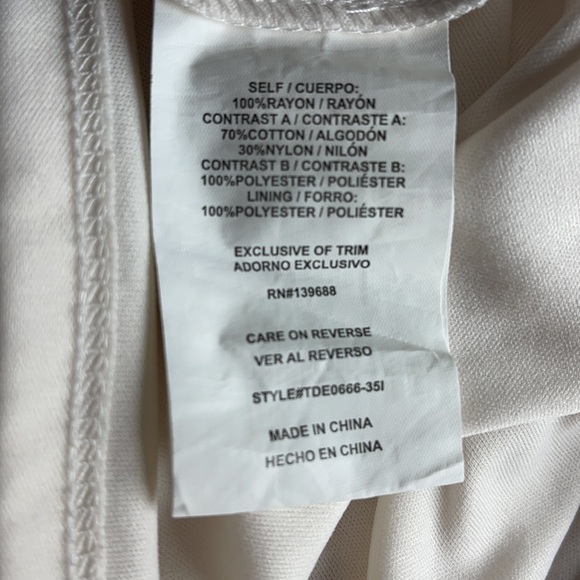 SELF / CUERPO:
100%RAYON / RAYÓN
CONTRAST A / CONTRASTE A:
70%COTTON / ALGODÓN
30%NYLON / NILÓN
CONTRAST B / CONTRASTE B:
100%POLYESTER / POLIÉSTER
LINING / FORRO:
100%POLYESTER / POLIÉSTER
EXCLUSIVE OF TRIM
ADORNO EXCLUSIVO
RN#139688
CARE ON REVERSE
VER AL REVERSO
STYLE#TDE0666-35I
MADE IN CHINA
HECHO EN CHINA